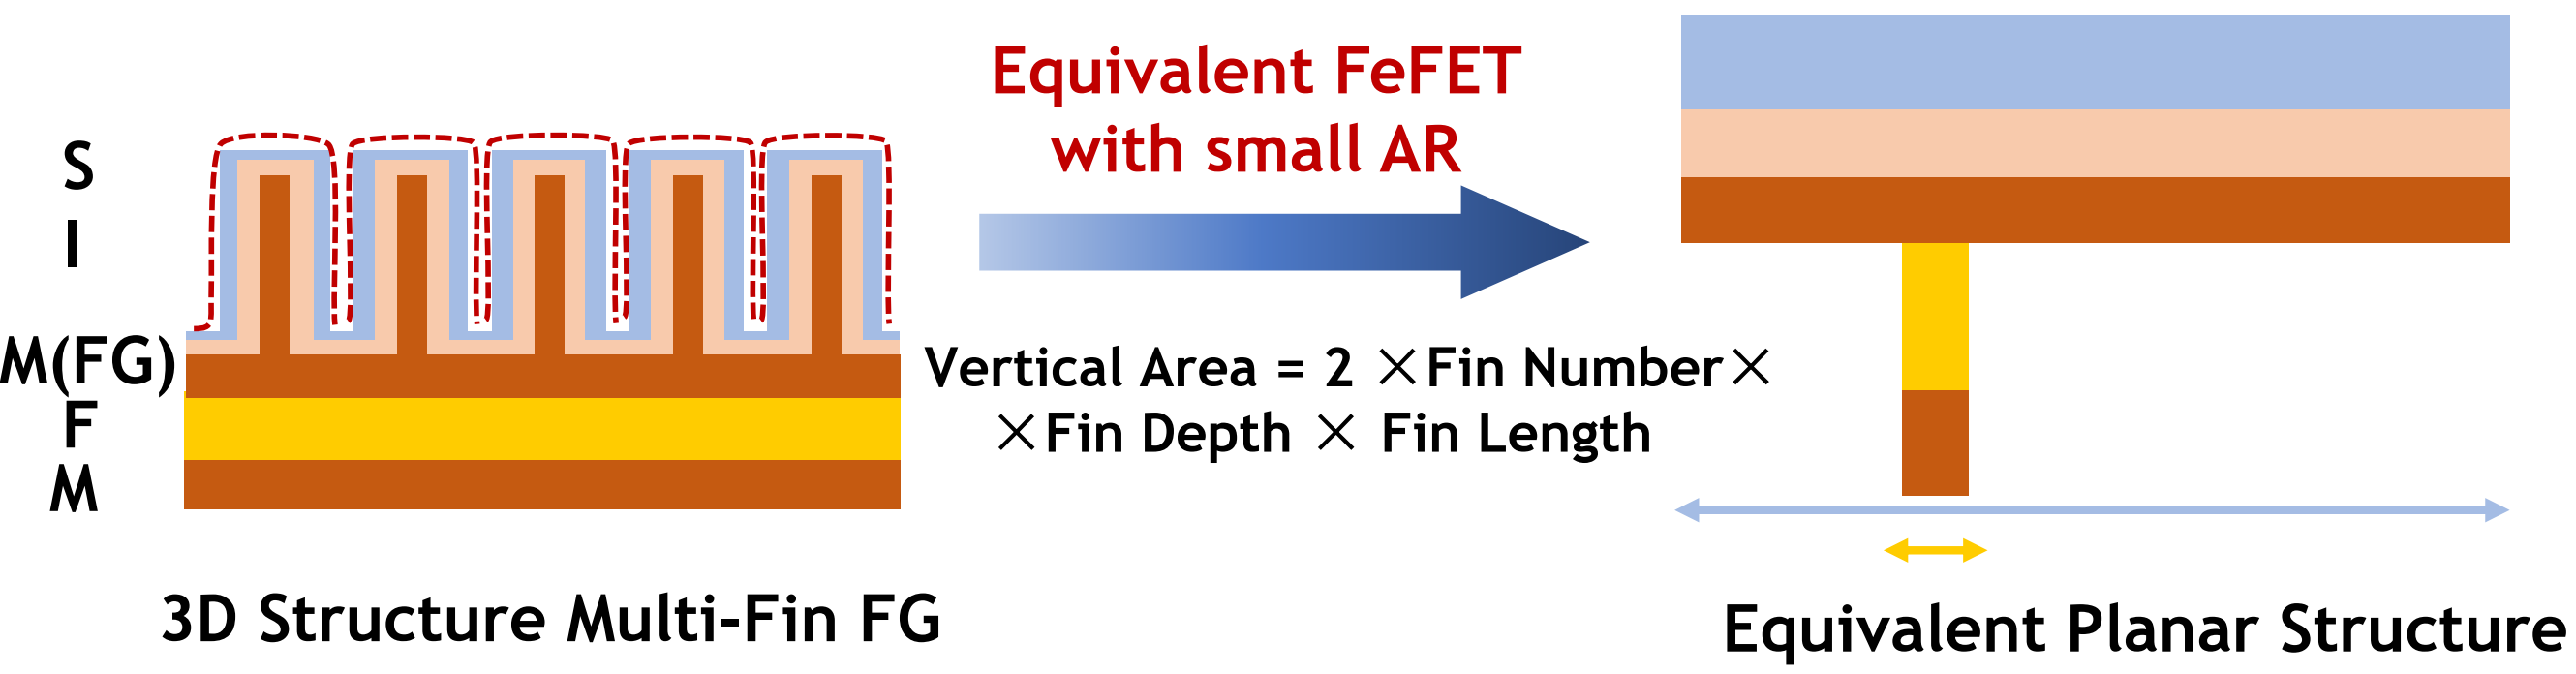 Equivalent FeFET
with small AR
S
I
M(FG)
F
M
Vertical Area = 2 ×Fin Number×
×Fin Depth × Fin Length
3D Structure Multi-Fin FG
Equivalent Planar Structure